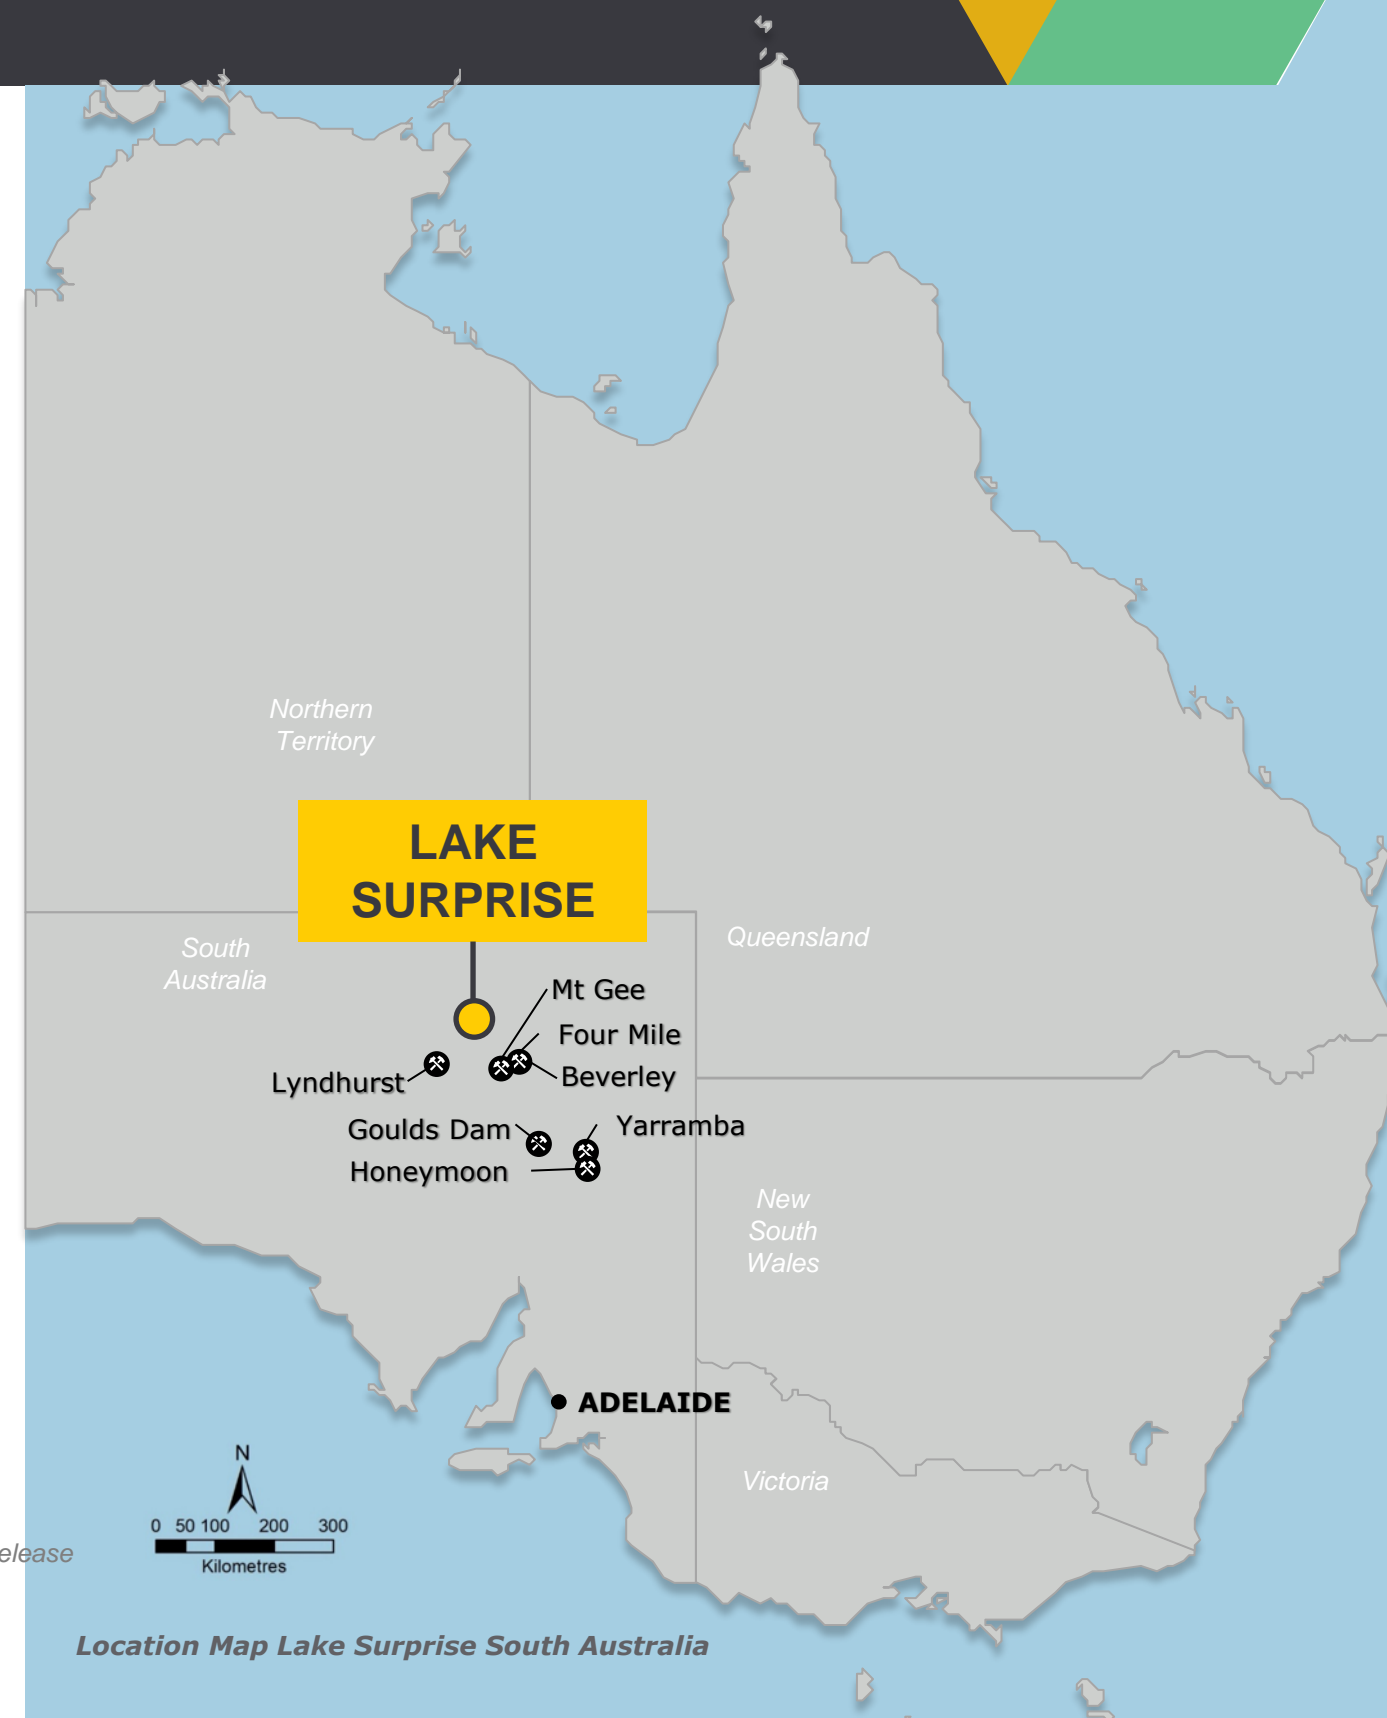 Northern
Territory
LAKE
SURPRISE
South
Australia
Queensland
Mt Gee
Four Mile
Lyndhurst
Beverley
Goulds Dam
Yarramba
Honeymoon
New
South
Wales
ADELAIDE
Victoria
N
0 50 100 200 300
Kilometres
elease
Location Map Lake Surprise South Australia